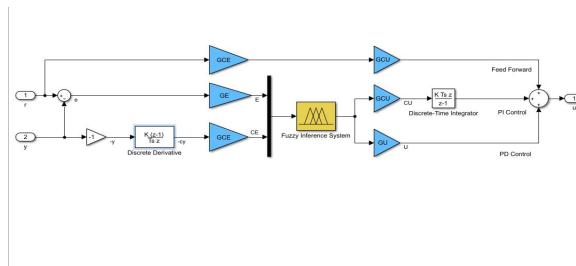 GCE
GCU
Feed Forward
1
r
+
-
e
GE
E
GCU
CU
K Ts z
z-1
Discrete-Time Integrator
PI Control
+
+
+
1
u
2
y
-1
-y
K (z-1)
Ts z
Discrete Derivative
-cy
GCE
CE
Fuzzy Inference System
GU
U
PD Control